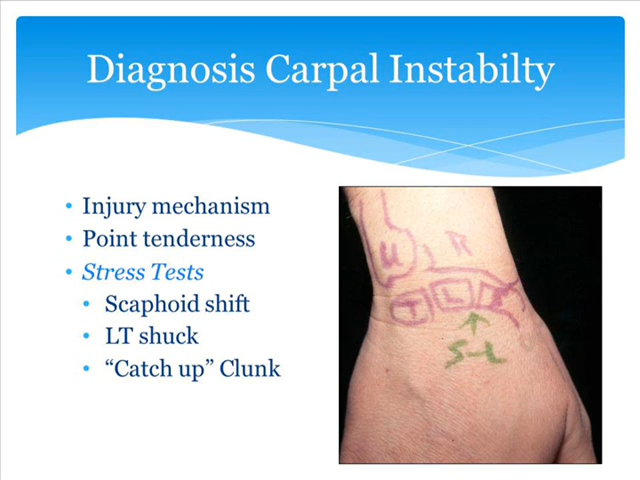 Diagnosis Carpal Instabilty
• Injury mechanism
• Point tenderness
• Stress Tests
• Scaphoid shift
• LT shuck
• “Catch up” Clunk
U R
T L
S-L